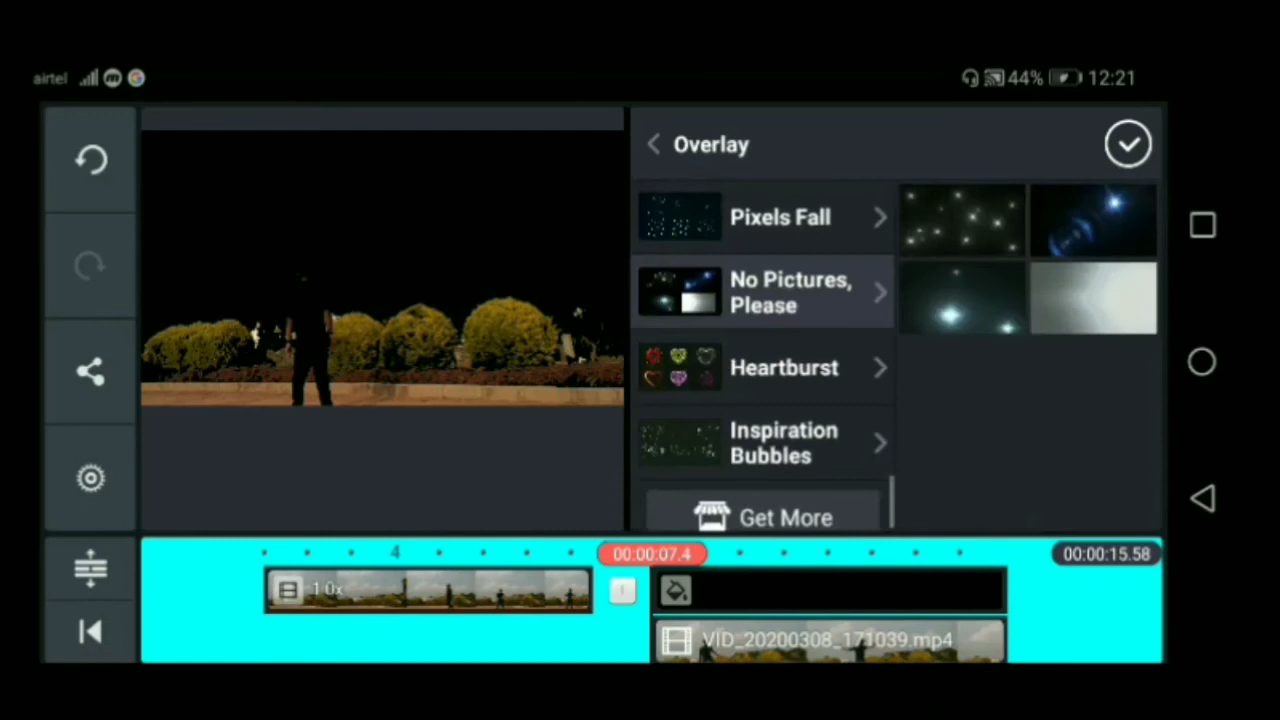 airtel
44%
12:21
Overlay
Pixels Fall
No Pictures,
Please
Heartburst
Inspiration
Bubbles
Get More
4
00:00:07.4
00:00:15.58
1.0x
VID_20200308_171039.mp4